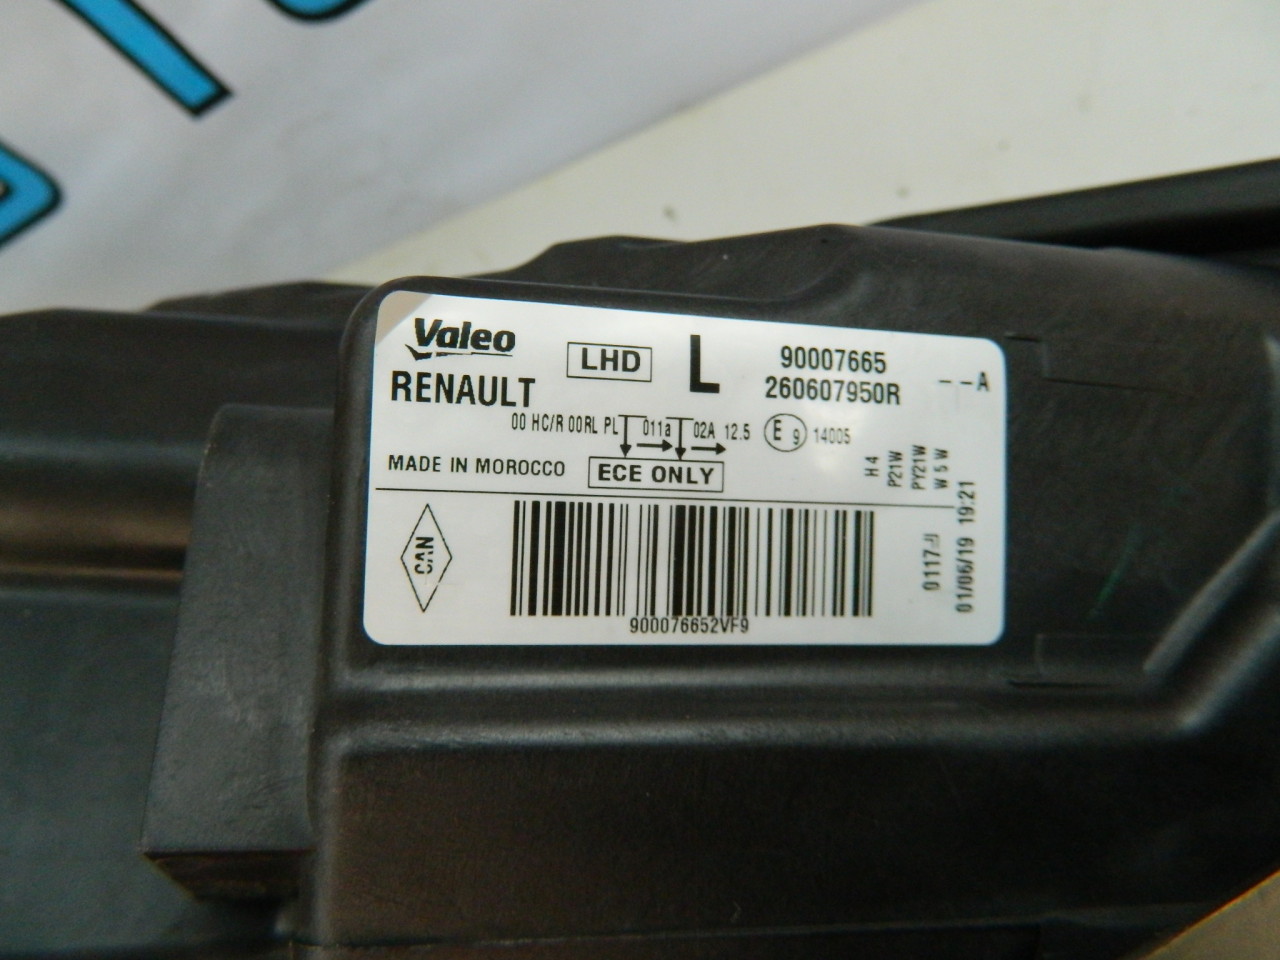 Valeo
RENAULT
LHD
L
90007665
260607950R
--A
00 HC/R 00RL PL 011a 02A 12.5 E 9 14005
MADE IN MOROCCO
ECE ONLY
H4
P21W
PY21W
W5W
CAN
900076652VF9
0117
01/06/19 19:21